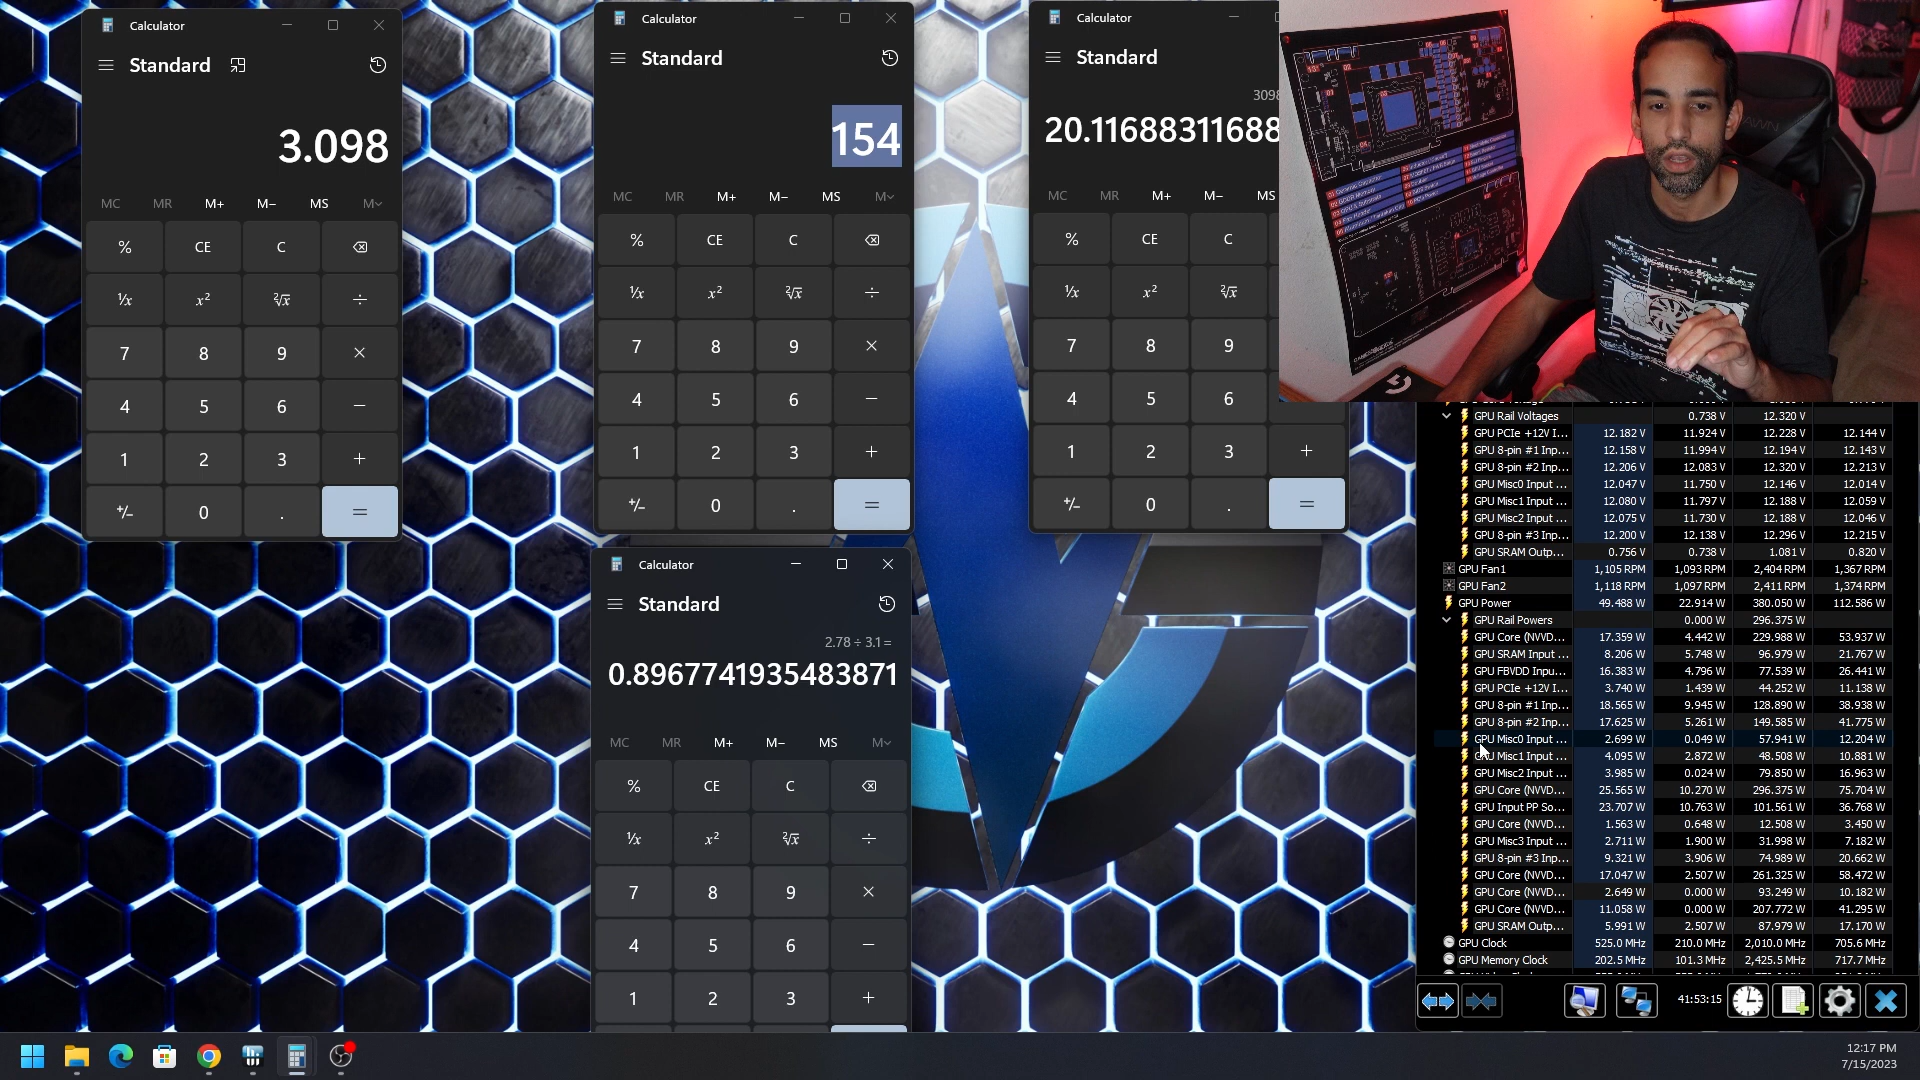 Calculator
Standard
3.098
MC MR M+ M− MS M
% CE C
¹/x x² ²√x ÷
7 8 9 ×
4 5 6 −
1 2 3 +
+/− 0 . =
Calculator
Standard
154
MC MR M+ M− MS M
% CE C
¹/x x² ²√x ÷
7 8 9 ×
4 5 6 −
1 2 3 +
+/− 0 . =
Calculator
Standard
3098
20.11688311688
MC MR M+ M− MS
% CE C
¹/x x² ²√x
7 8 9
4 5 6
1 2 3 +
+/− 0 . =
Calculator
Standard
2.78 ÷ 3.1 =
0.8967741935483871
MC MR M+ M− MS M
% CE C
¹/x x² ²√x ÷
7 8 9 ×
4 5 6 −
1 2 3 +
GPU Rail Voltages 0.738 V 12.320 V
GPU PCIe +12V I... 12.182 V 11.924 V 12.228 V 12.144 V
GPU 8-pin #1 Inp... 12.158 V 11.994 V 12.194 V 12.143 V
GPU 8-pin #2 Inp... 12.206 V 12.083 V 12.320 V 12.213 V
GPU Misc0 Input ... 12.047 V 11.750 V 12.146 V 12.014 V
GPU Misc1 Input ... 12.080 V 11.797 V 12.188 V 12.059 V
GPU Misc2 Input ... 12.075 V 11.730 V 12.188 V 12.046 V
GPU 8-pin #3 Inp... 12.200 V 12.138 V 12.296 V 12.215 V
GPU SRAM Outp... 0.756 V 0.738 V 1.081 V 0.820 V
GPU Fan1 1,105 RPM 1,093 RPM 2,404 RPM 1,367 RPM
GPU Fan2 1,118 RPM 1,097 RPM 2,411 RPM 1,374 RPM
GPU Power 49.488 W 22.914 W 380.050 W 112.586 W
GPU Rail Powers 0.000 W 296.375 W
GPU Core (NVVD... 17.359 W 4.442 W 229.988 W 53.937 W
GPU SRAM Input ... 8.206 W 5.748 W 96.979 W 21.767 W
GPU FBVDD Inpu... 16.383 W 4.796 W 77.539 W 26.441 W
GPU PCIe +12V I... 3.740 W 1.439 W 44.252 W 11.138 W
GPU 8-pin #1 Inp... 18.565 W 9.945 W 128.890 W 38.938 W
GPU 8-pin #2 Inp... 17.625 W 5.261 W 149.585 W 41.775 W
GPU Misc0 Input ... 2.699 W 0.049 W 57.941 W 12.204 W
GPU Misc1 Input ... 4.095 W 2.872 W 48.508 W 10.881 W
GPU Misc2 Input ... 3.985 W 0.024 W 79.850 W 16.963 W
GPU Core (NVVD... 25.565 W 10.270 W 296.375 W 75.704 W
GPU Input PP So... 23.707 W 10.763 W 101.561 W 36.768 W
GPU Core (NVVD... 1.563 W 0.648 W 12.508 W 3.450 W
GPU Misc3 Input ... 2.711 W 1.900 W 31.998 W 7.182 W
GPU 8-pin #3 Inp... 9.321 W 3.906 W 74.989 W 20.662 W
GPU Core (NVVD... 17.047 W 2.507 W 261.325 W 58.472 W
GPU Core (NVVD... 2.649 W 0.000 W 93.249 W 10.182 W
GPU Core (NVVD... 11.058 W 0.000 W 207.772 W 41.295 W
GPU SRAM Outp... 5.991 W 2.507 W 87.979 W 17.170 W
GPU Clock 525.0 MHz 210.0 MHz 2,010.0 MHz 705.6 MHz
GPU Memory Clock 202.5 MHz 101.3 MHz 2,425.5 MHz 717.7 MHz
41:53:15
12:17 PM
7/15/2023